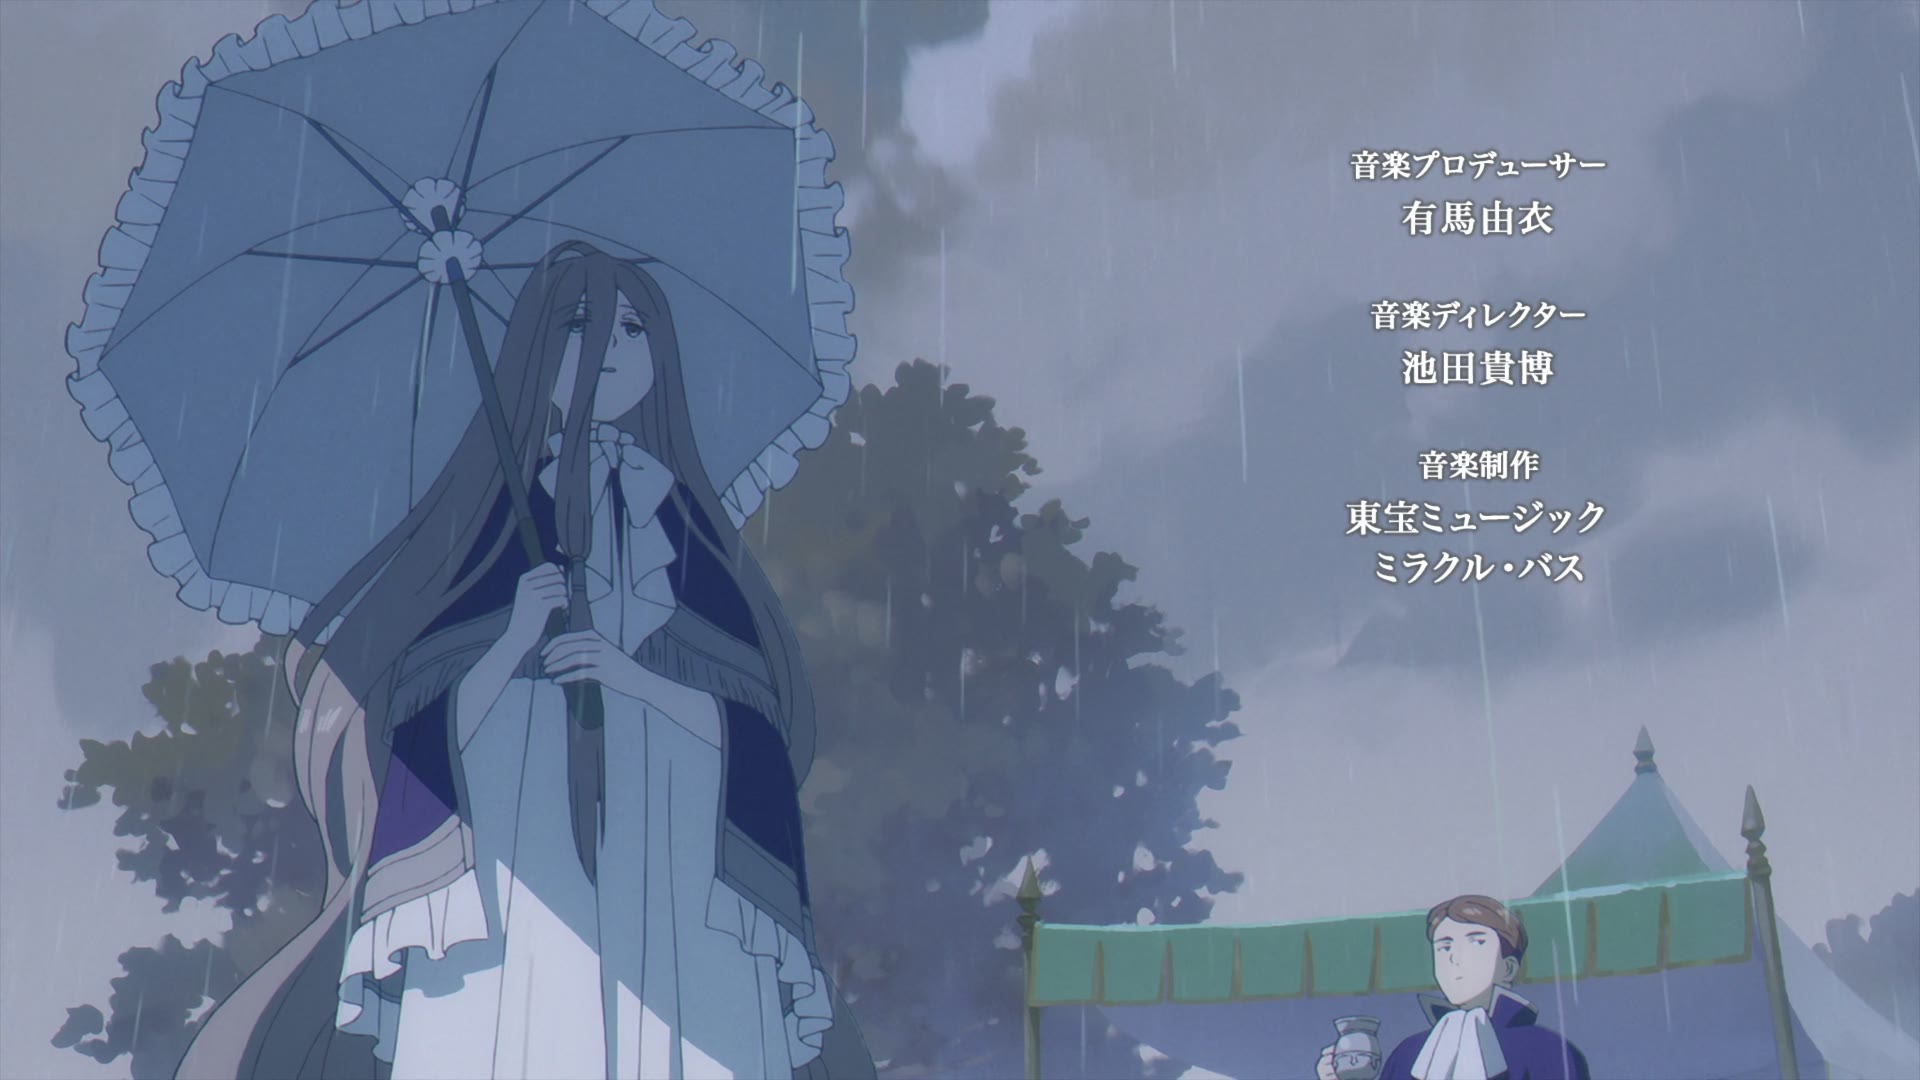 音楽プロデューサー
有馬由衣
音楽ディレクター
池田貴博
音楽制作
東宝ミュージック
ミラクル・バス